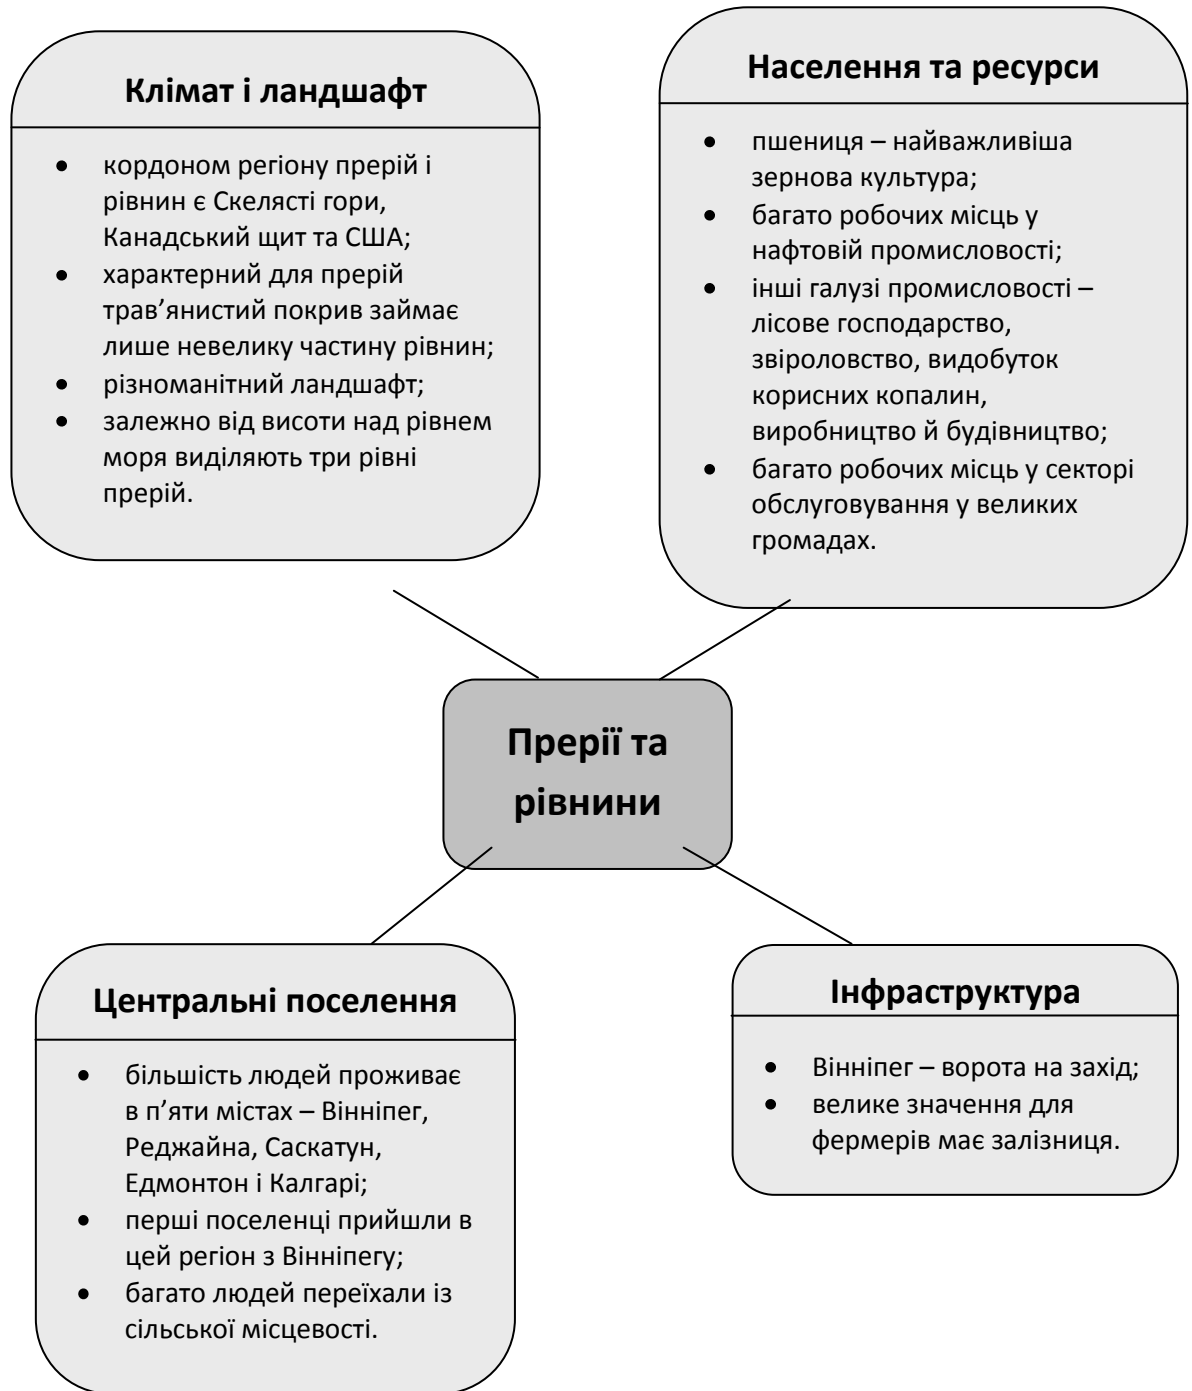 Клімат і ландшафт
• кордоном регіону прерій і
рівнин є Скелясті гори,
Канадський щит та США;
• характерний для прерій
трав’янистий покрив займає
лише невелику частину рівнин;
• різноманітний ландшафт;
• залежно від висоти над рівнем
моря виділяють три рівні
прерій.
Населення та ресурси
• пшениця – найважливіша
зернова культура;
• багато робочих місць у
нафтовій промисловості;
• інші галузі промисловості –
лісове господарство,
звіроловство, видобуток
корисних копалин,
виробництво й будівництво;
• багато робочих місць у секторі
обслуговування у великих
громадах.
Прерії та
рівнини
Центральні поселення
• більшість людей проживає
в п’яти містах – Вінніпег,
Реджайна, Саскатун,
Едмонтон і Калгарі;
• перші поселенці прийшли в
цей регіон з Вінніпегу;
• багато людей переїхали із
сільської місцевості.
Інфраструктура
• Вінніпег – ворота на захід;
• велике значення для
фермерів має залізниця.